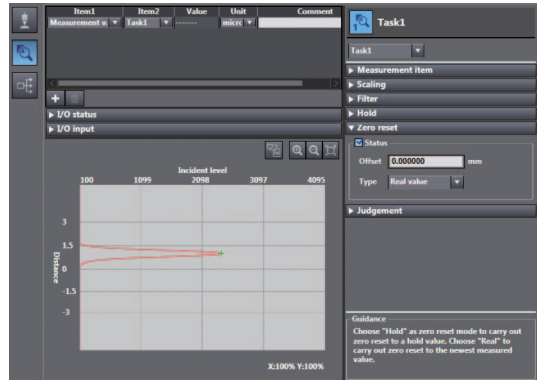 Item1 Item2 Value Unit Comment
Measurement v. Task1 ------- micro
I/O status
I/O input
Incident level
100 1099 2098 3097 4095
3
1.5
0
-1.5
-3
Distance
X:100% Y:100%
1 Task1
Task1
Measurement item
Scaling
Filter
Hold
Zero reset
Status
Offset 0.000000 mm
Type Real value
Judgement
Guidance
Choose "Hold" as zero reset mode to carry out
zero reset to a hold value. Choose "Real" to
carry out zero reset to the newest measured
value.